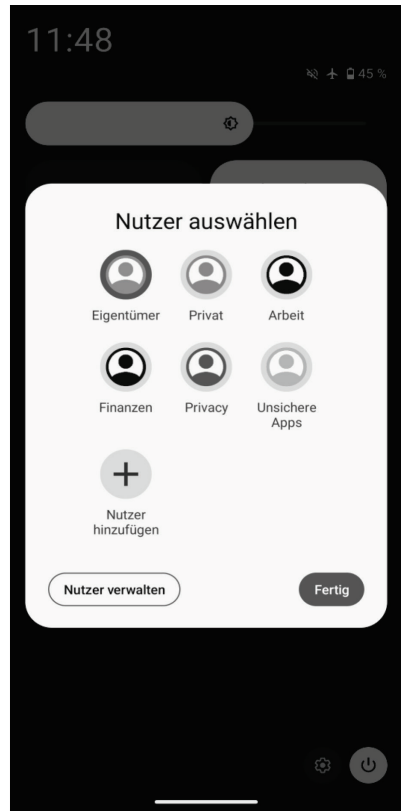 11:48
45 %
Nutzer auswählen
Eigentümer
Privat
Arbeit
Finanzen
Privacy
Unsichere
Apps
Nutzer
hinzufügen
Nutzer verwalten
Fertig